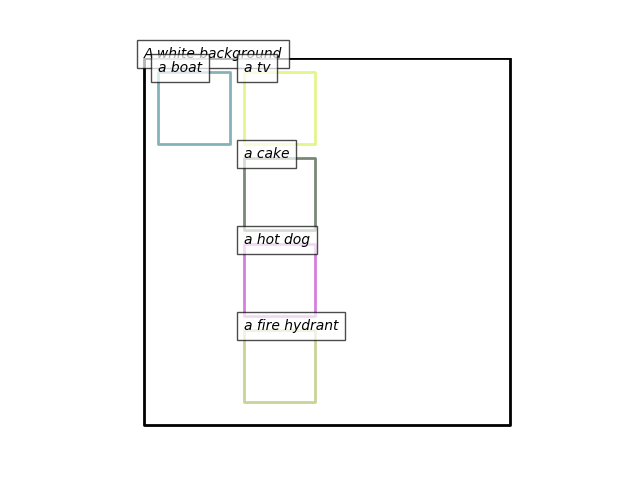 A white background
a boat
a tv
a cake
a hot dog
a fire hydrant